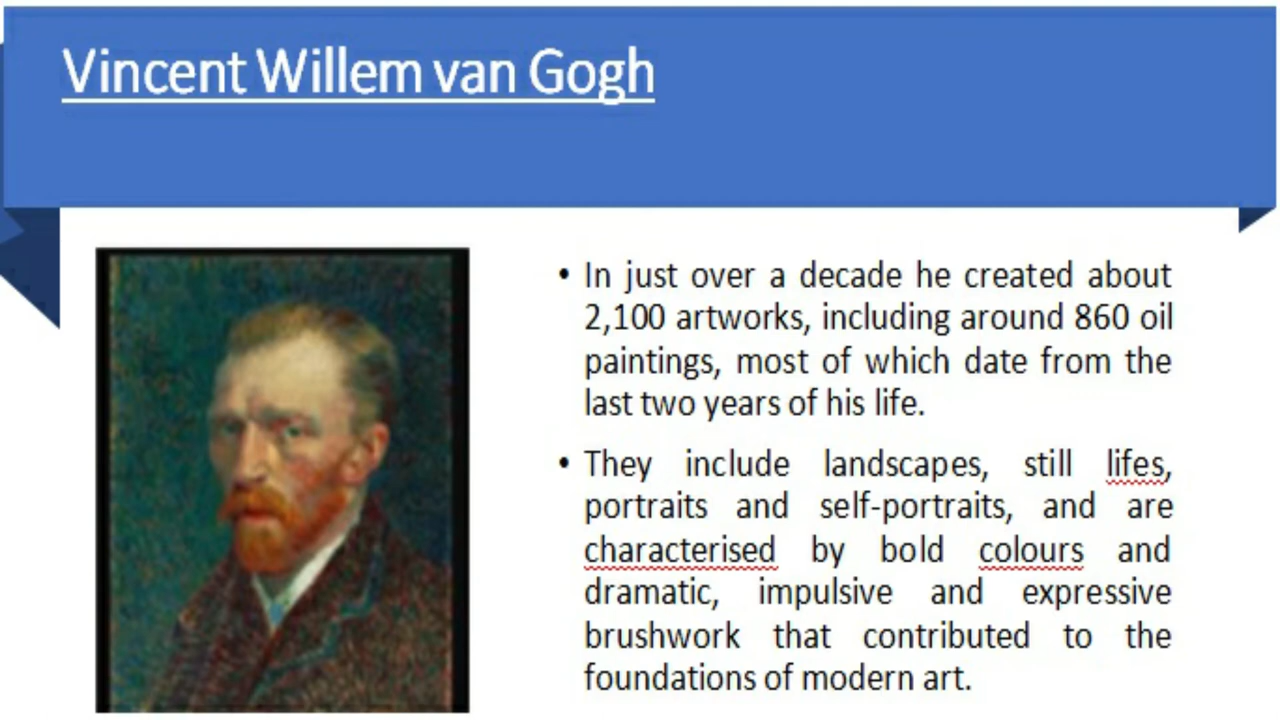 Vincent Willem van Gogh
• In just over a decade he created about
2,100 artworks, including around 860 oil
paintings, most of which date from the
last two years of his life.
• They include landscapes, still lifes,
portraits and self-portraits, and are
characterised by bold colours and
dramatic, impulsive and expressive
brushwork that contributed to the
foundations of modern art.